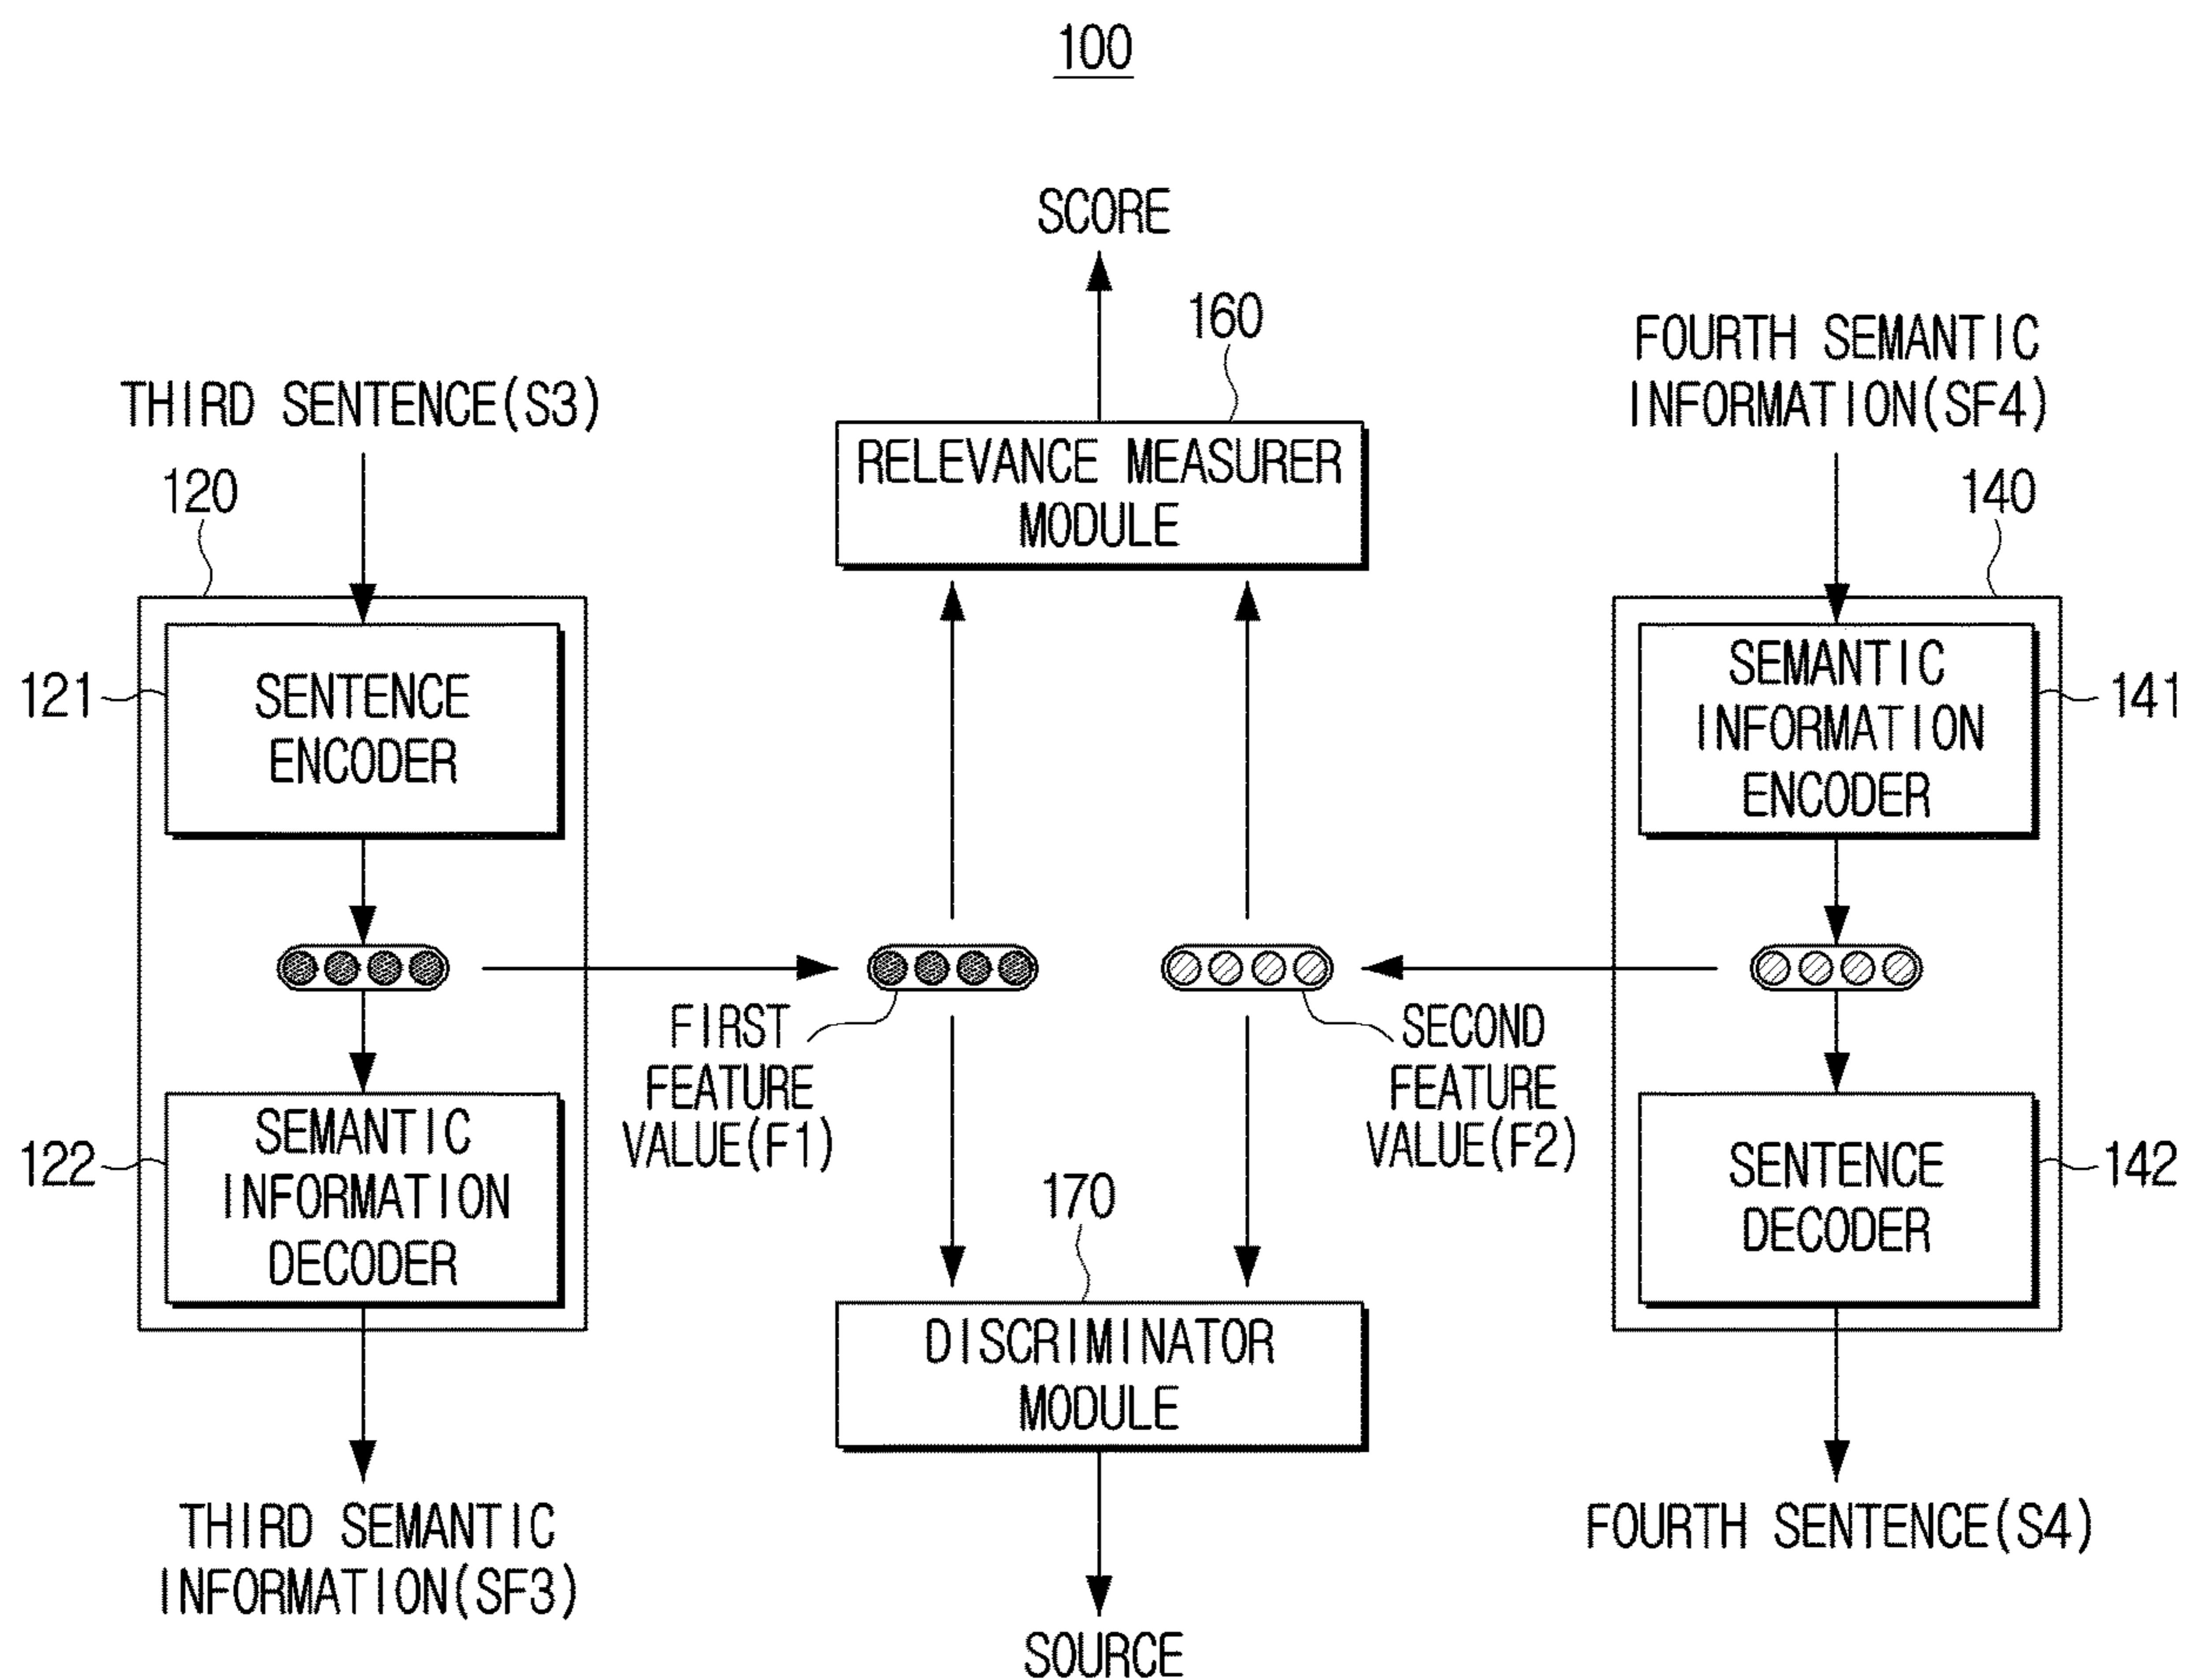 100
SCORE
160
RELEVANCE MEASURER
MODULE
THIRD SENTENCE(S3)
120
121
SENTENCE
ENCODER
122
SEMANTIC
INFORMATION
DECODER
THIRD SEMANTIC
INFORMATION(SF3)
FIRST
FEATURE
VALUE(F1)
SECOND
FEATURE
VALUE(F2)
170
DISCRIMINATOR
MODULE
SOURCE
FOURTH SEMANTIC
INFORMATION(SF4)
140
SEMANTIC
INFORMATION
ENCODER
141
SENTENCE
DECODER
142
FOURTH SENTENCE(S4)